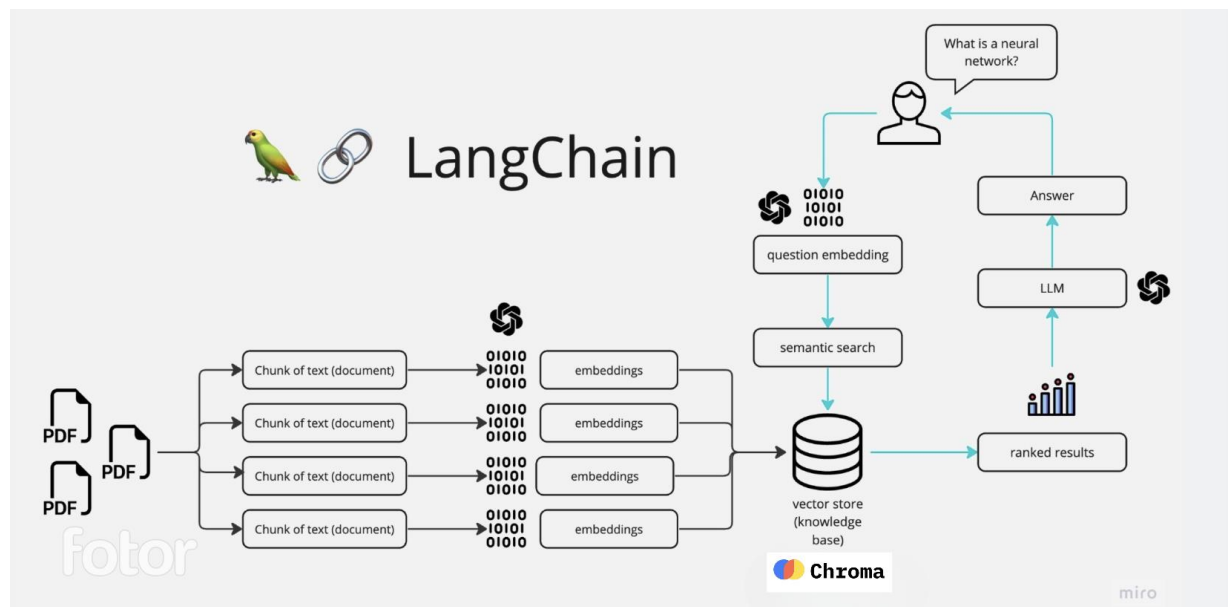 What is a neural
network?
LangChain
01010
10101
01010
question embedding
Answer
LLM
semantic search
01010
10101
01010
Chunk of text (document)
embeddings
01010
10101
01010
Chunk of text (document)
embeddings
01010
10101
01010
Chunk of text (document)
embeddings
01010
10101
01010
Chunk of text (document)
embeddings
PDF
PDF
PDF
ranked results
vector store
(knowledge
base)
Chroma
fotor
miro